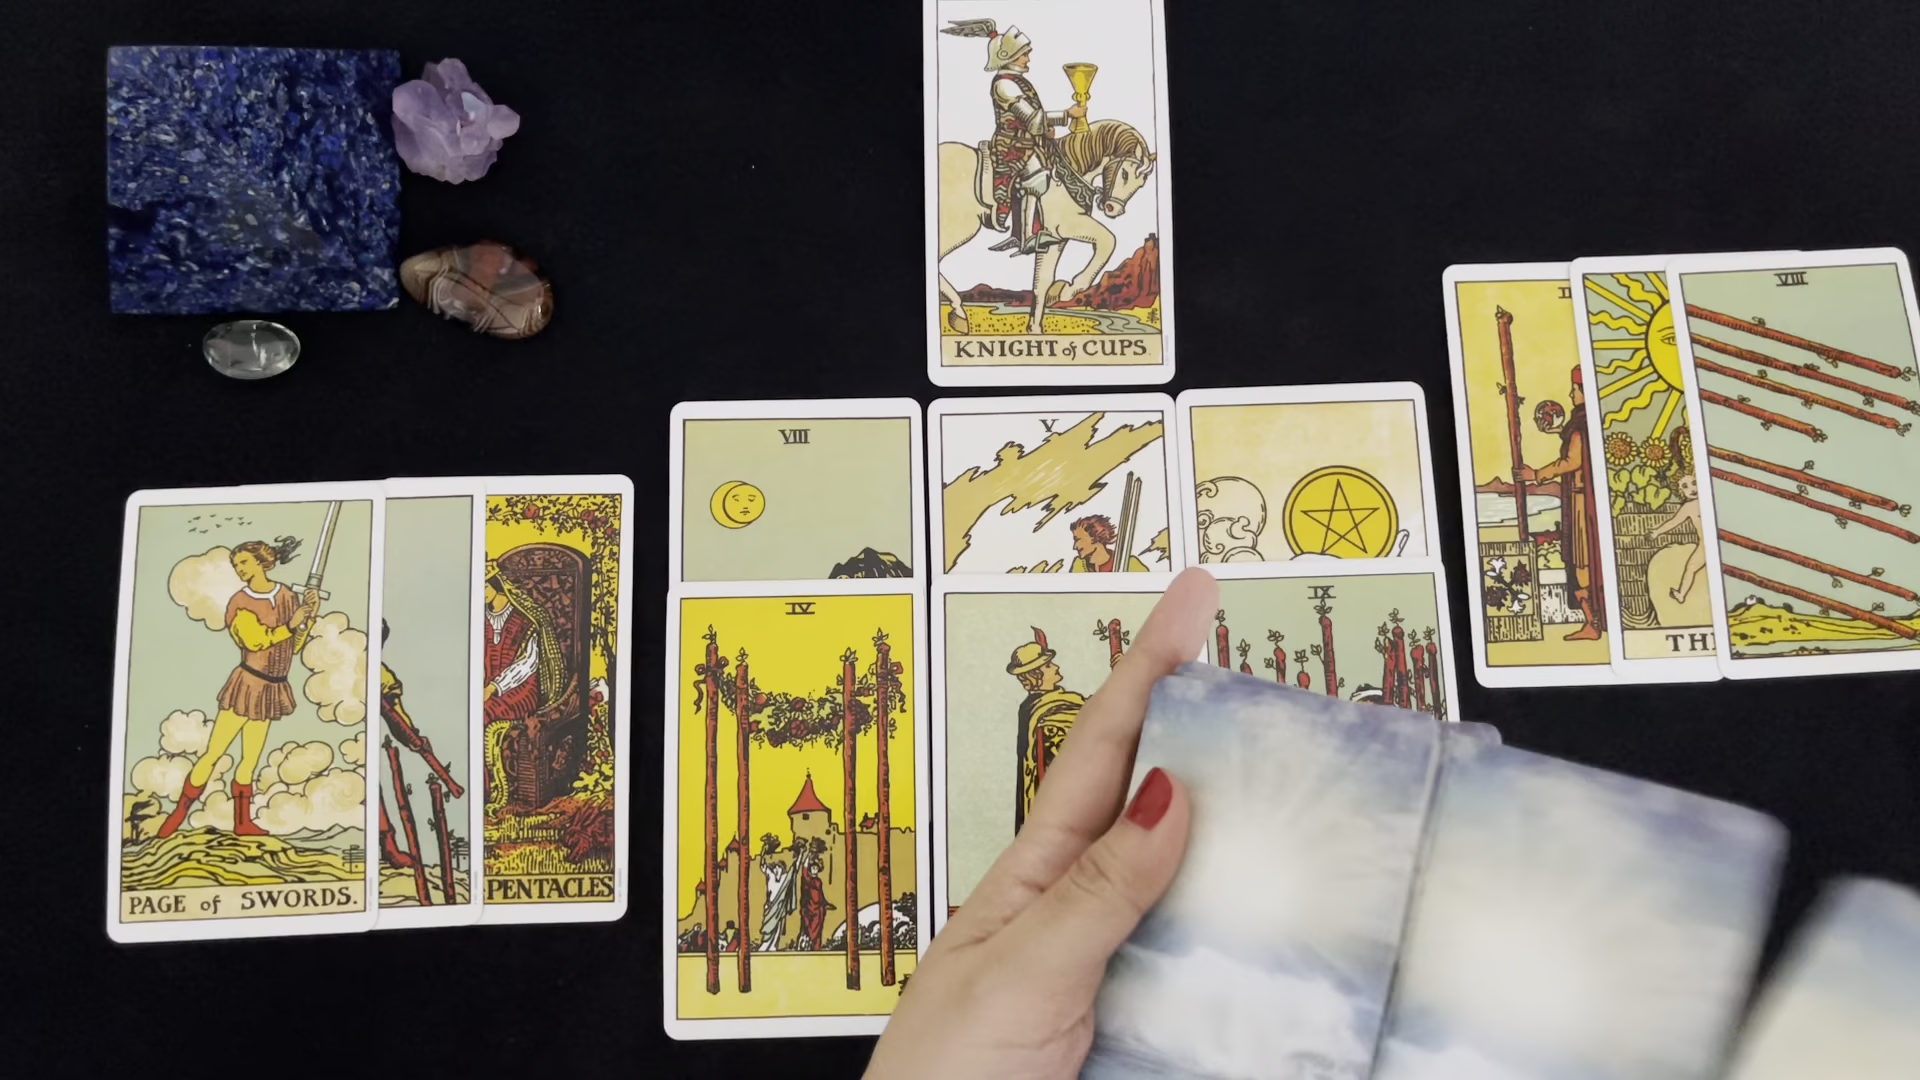 KNIGHT of CUPS.
VIII
VIII
V
IX
IV
TH
PAGE of SWORDS.
PENTACLES